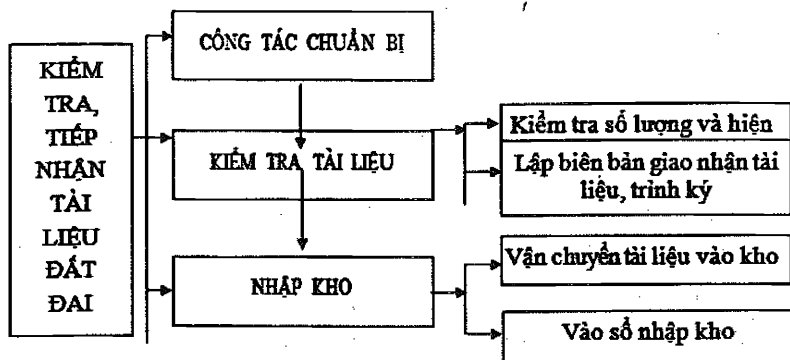 KIỂM
TRA,
TIẾP
NHẬN
TÀI
LIỆU
ĐẤT
ĐAI
CÔNG TÁC CHUẨN BỊ
KIỂM TRA TÀI LIỆU
Kiểm tra số lượng và hiện
Lập biên bản giao nhận tài
liệu, trình ký
NHẬP KHO
Vận chuyển tài liệu vào kho
Vào sổ nhập kho